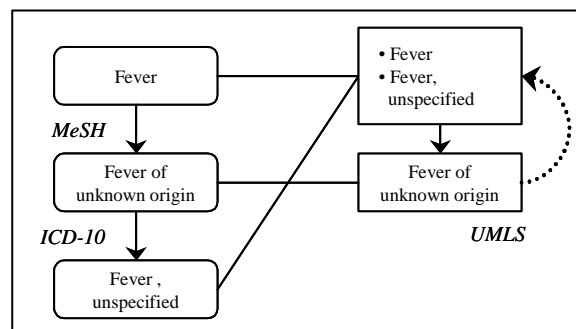 Fever
MeSH
Fever of
unknown origin
ICD-10
Fever ,
unspecified
• Fever
• Fever,
unspecified
Fever of
unknown origin
UMLS